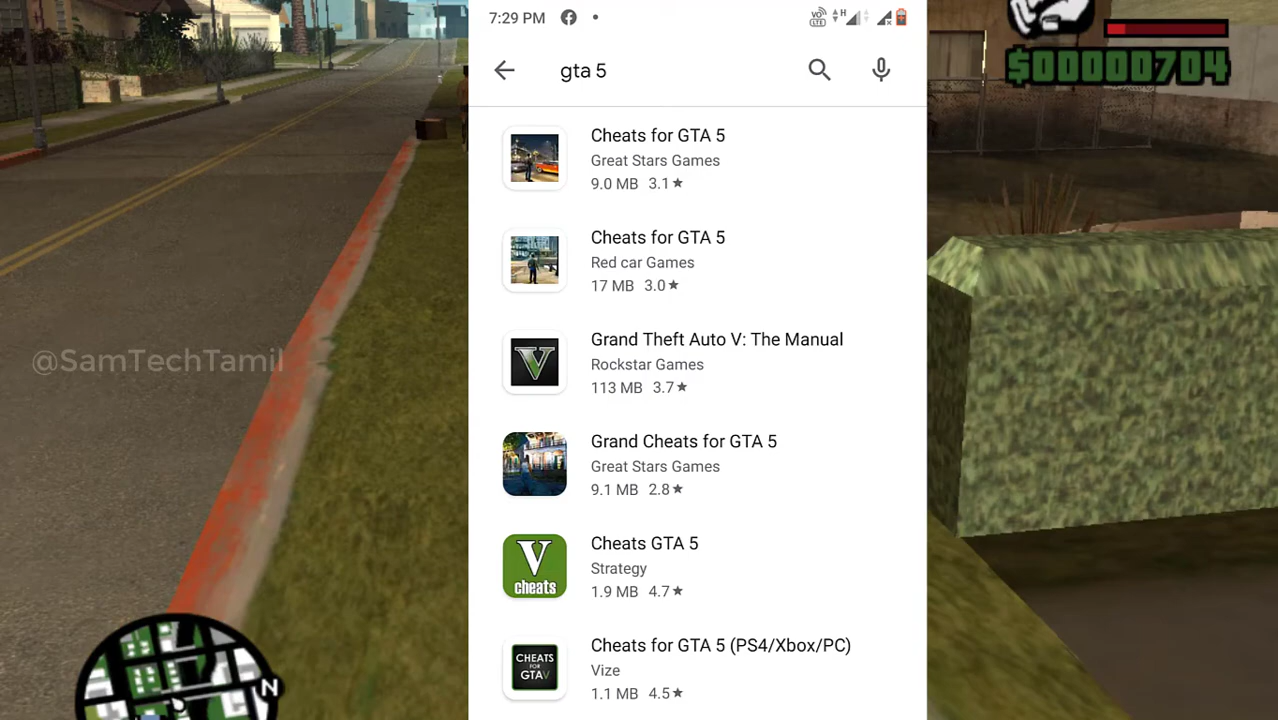 7:29 PM
VO
LTE
H
gta 5
$00000704
Cheats for GTA 5
Great Stars Games
9.0 MB 3.1★
Cheats for GTA 5
Red car Games
17 MB 3.0★
@SamTechTamil
V
Grand Theft Auto V: The Manual
Rockstar Games
113 MB 3.7★
Grand Cheats for GTA 5
Great Stars Games
9.1 MB 2.8★
V
cheats
Cheats GTA 5
Strategy
1.9 MB 4.7★
CHEATS
FOR
GTAV
Cheats for GTA 5 (PS4/Xbox/PC)
Vize
1.1 MB 4.5★
N